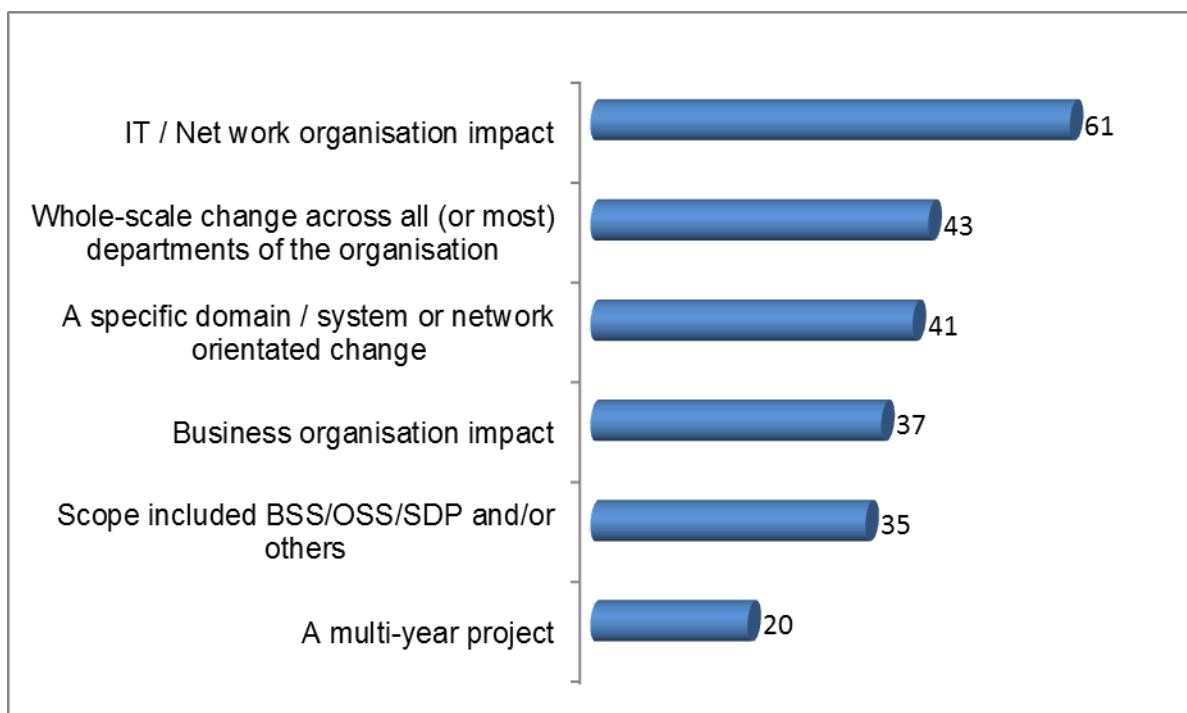 IT / Net work organisation impact
61
Whole-scale change across all (or most)
departments of the organisation
43
A specific domain / system or network
orientated change
41
Business organisation impact
37
Scope included BSS/OSS/SDP and/or
others
35
A multi-year project
20